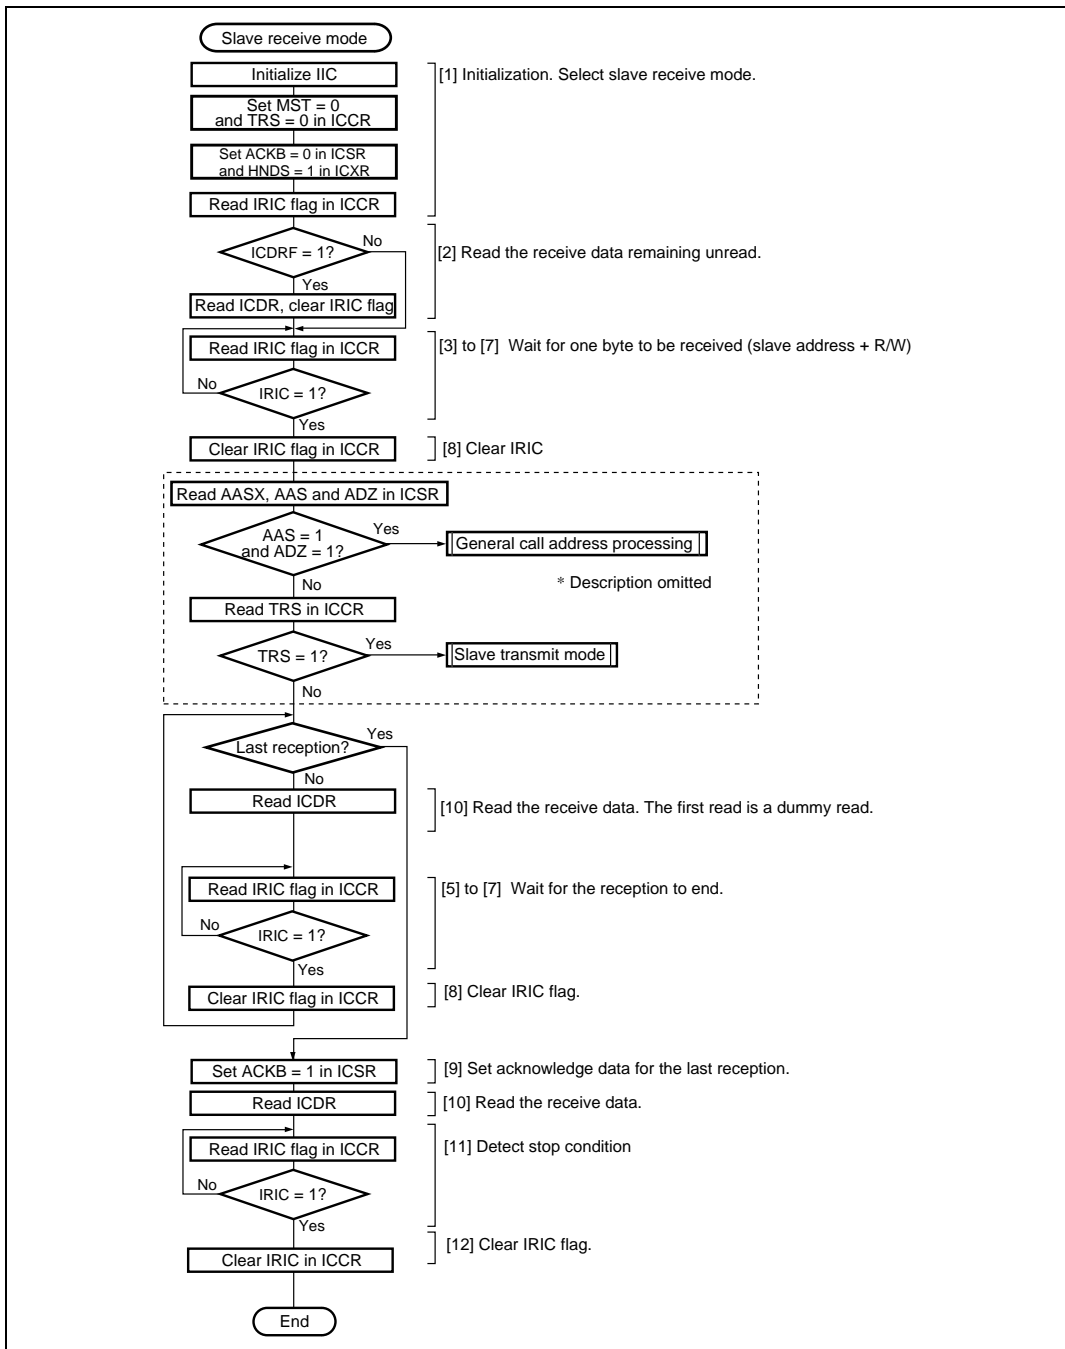 Slave receive mode
Initialize IIC
[1] Initialization. Select slave receive mode.
Set MST = 0
and TRS = 0 in ICCR
Set ACKB = 0 in ICSR
and HNDS = 1 in ICXR
Read IRIC flag in ICCR
ICDRF = 1?
No
[2] Read the receive data remaining unread.
Yes
Read ICDR, clear IRIC flag
Read IRIC flag in ICCR
[3] to [7] Wait for one byte to be received (slave address + R/W)
No
IRIC = 1?
Yes
Clear IRIC flag in ICCR
[8] Clear IRIC
Read AASX, AAS and ADZ in ICSR
AAS = 1
and ADZ = 1?
Yes
General call address processing
No
* Description omitted
Read TRS in ICCR
TRS = 1?
Yes
Slave transmit mode
No
Last reception?
Yes
No
Read ICDR
[10] Read the receive data. The first read is a dummy read.
Read IRIC flag in ICCR
[5] to [7] Wait for the reception to end.
No
IRIC = 1?
Yes
Clear IRIC flag in ICCR
[8] Clear IRIC flag.
Set ACKB = 1 in ICSR
[9] Set acknowledge data for the last reception.
Read ICDR
[10] Read the receive data.
Read IRIC flag in ICCR
[11] Detect stop condition
No
IRIC = 1?
Yes
Clear IRIC in ICCR
[12] Clear IRIC flag.
End